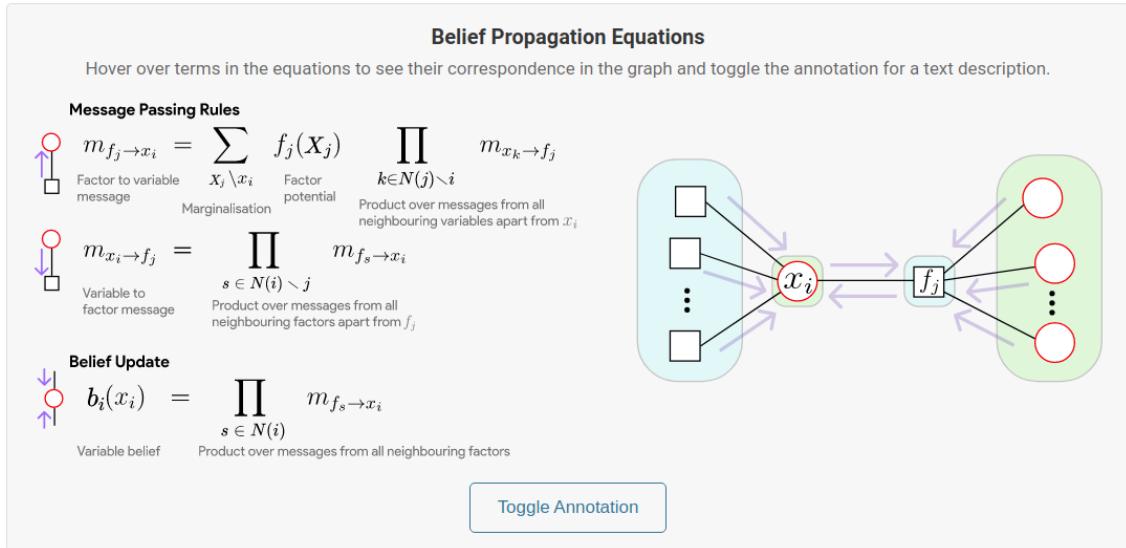 Belief Propagation Equations
Hover over terms in the equations to see their correspondence in the graph and toggle the annotation for a text description.
Message Passing Rules
m_{f_j→x_i} = ∑_{X_j \ x_i} f_j(X_j) ∏_{k∈N(j)∖i} m_{x_k→f_j}
Factor to variable
message
Marginalisation
Factor
potential
Product over messages from all
neighbouring variables apart from x_i
m_{x_i→f_j} = ∏_{s ∈ N(i) ∖ j} m_{f_s→x_i}
Variable to
factor message
Product over messages from all
neighbouring factors apart from f_j
Belief Update
b_i(x_i) = ∏_{s ∈ N(i)} m_{f_s→x_i}
Variable belief
Product over messages from all neighbouring factors
x_i
f_j
Toggle Annotation